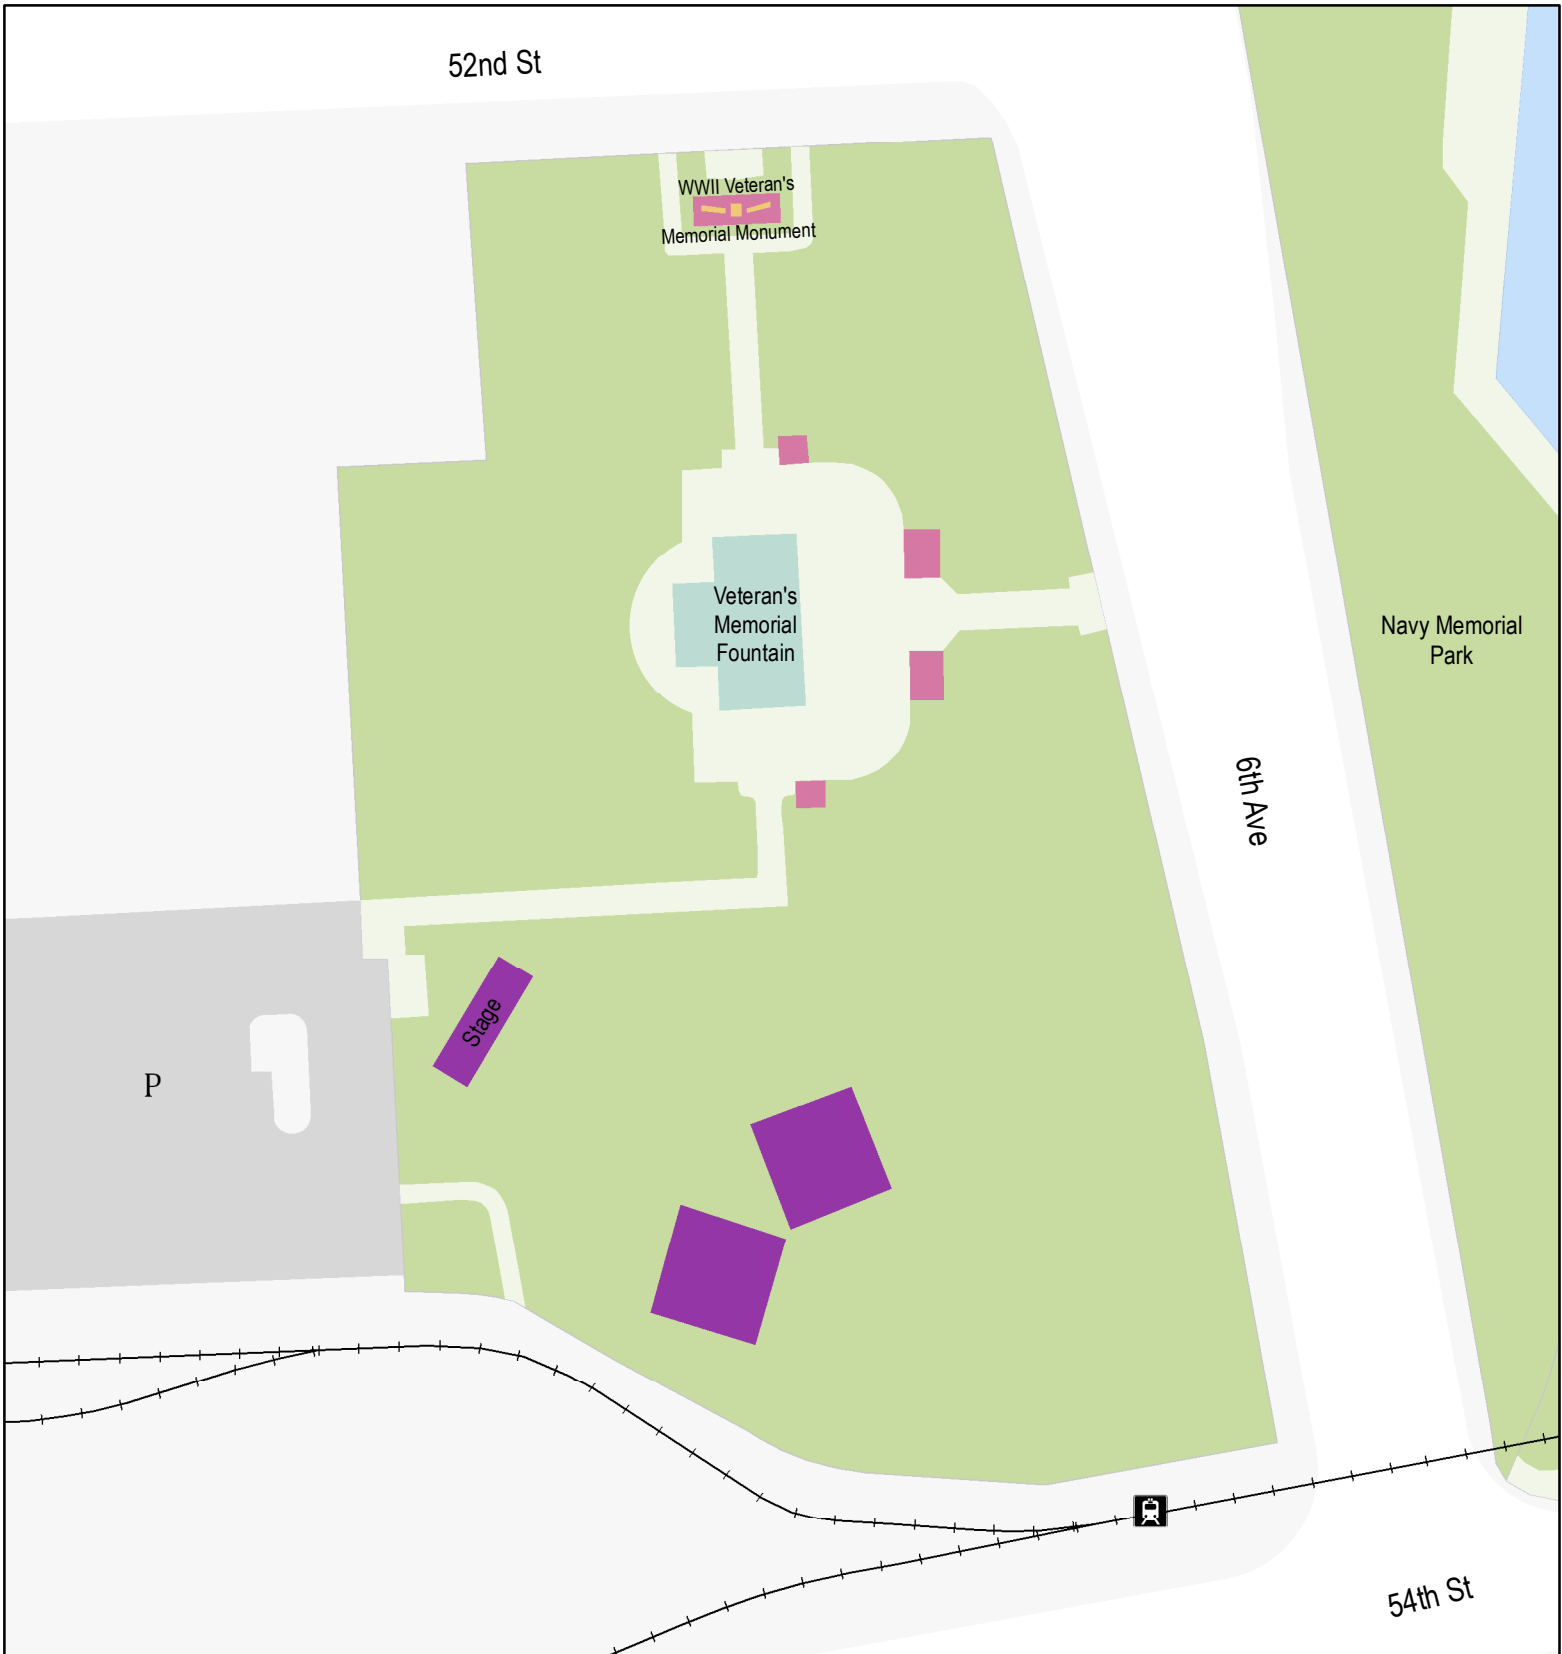 52nd St
WWII Veteran's
Memorial Monument
Veteran's
Memorial
Fountain
Navy Memorial
Park
6th Ave
Stage
P
54th St